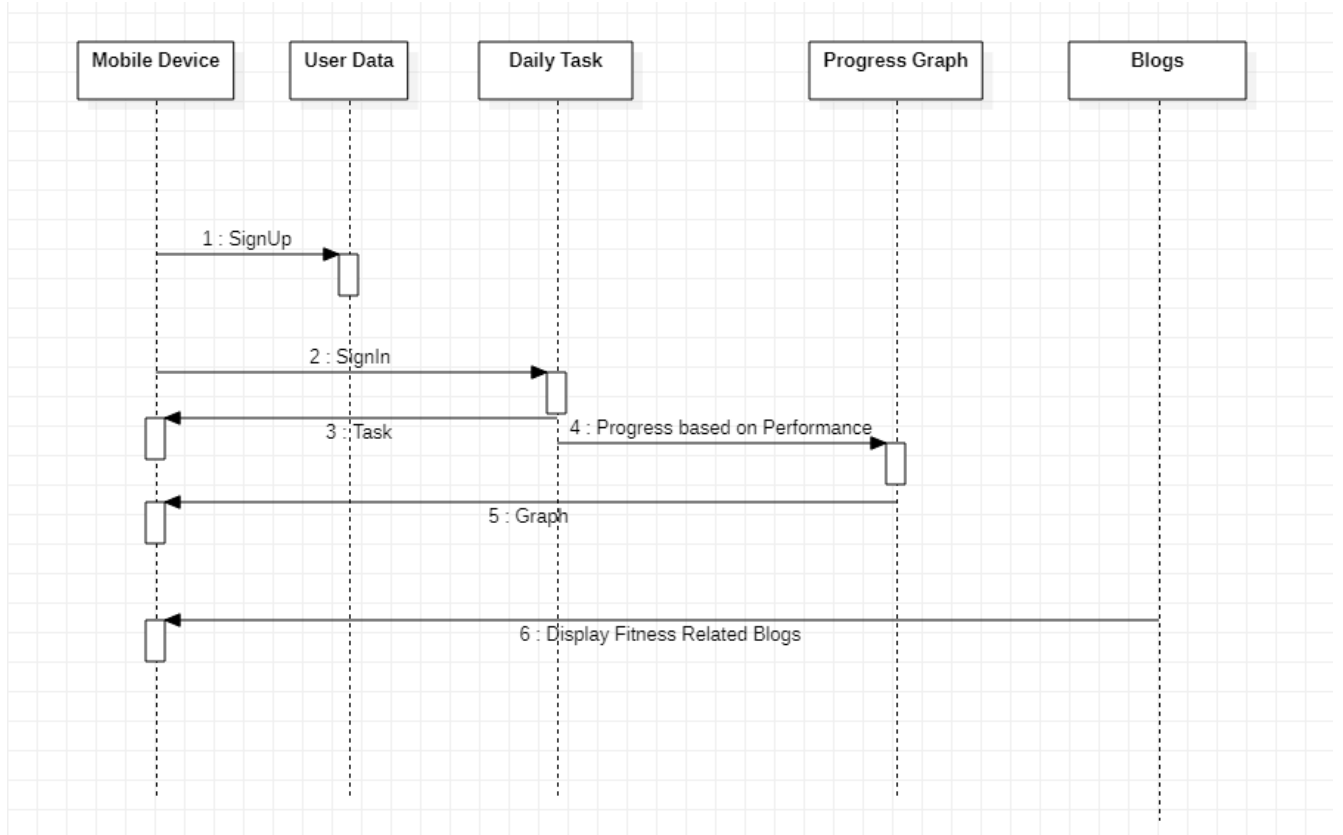 Mobile Device
User Data
Daily Task
Progress Graph
Blogs
1 : SignUp
2 : SignIn
3 : Task
4 : Progress based on Performance
5 : Graph
6 : Display Fitness Related Blogs